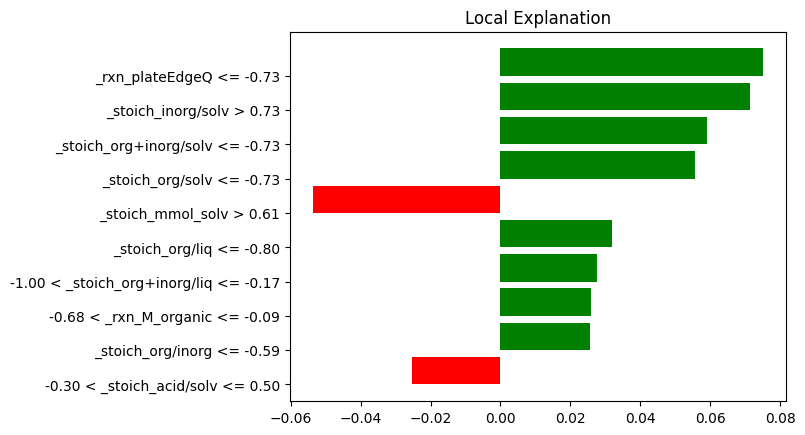 Local Explanation
_rxn_plateEdgeQ <= -0.73
_stoich_inorg/solv > 0.73
_stoich_org+inorg/solv <= -0.73
_stoich_org/solv <= -0.73
_stoich_mmol_solv > 0.61
_stoich_org/liq <= -0.80
-1.00 < _stoich_org+inorg/liq <= -0.17
-0.68 < _rxn_M_organic <= -0.09
_stoich_org/inorg <= -0.59
-0.30 < _stoich_acid/solv <= 0.50
−0.06 −0.04 −0.02 0.00 0.02 0.04 0.06 0.08